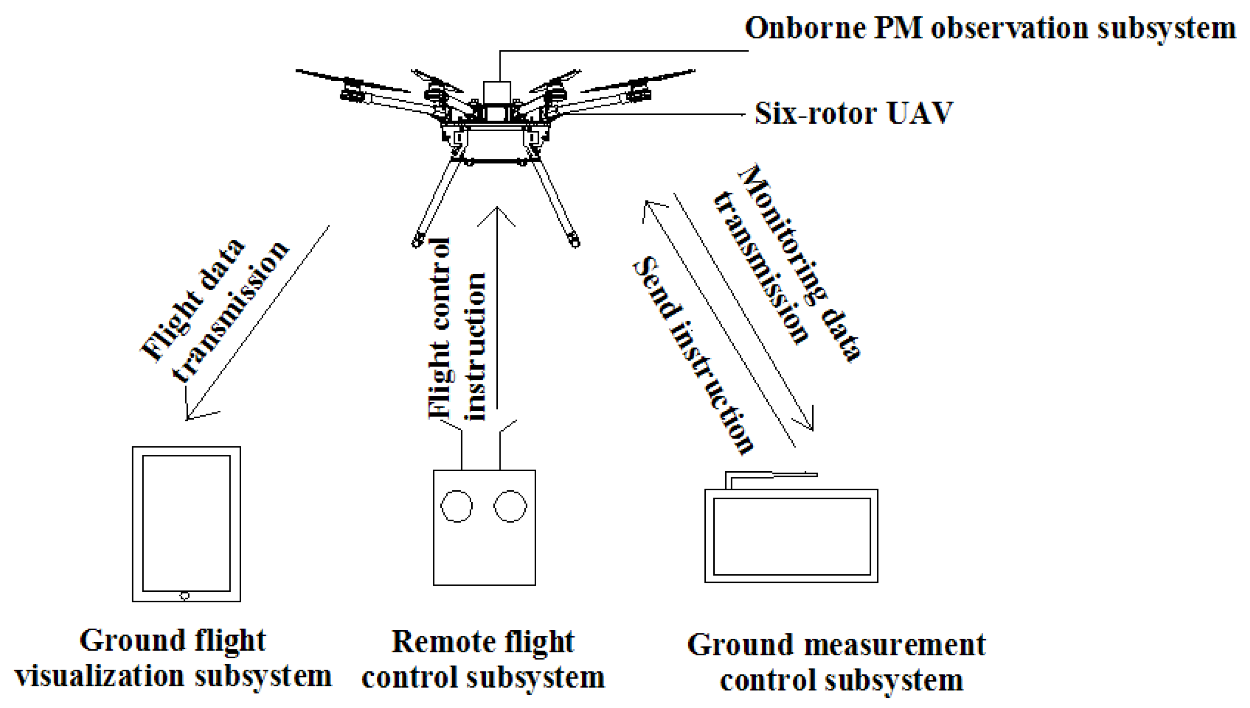 Onborne PM observation subsystem
Six-rotor UAV
Flight data
transmission
Flight control
instruction
Send instruction
Monitoring data
transmission
Ground flight
visualization subsystem
Remote flight
control subsystem
Ground measurement
control subsystem